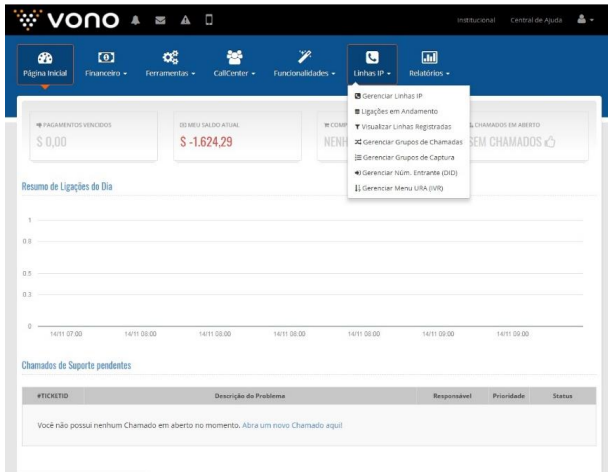 vono
Institucional Central de Ajuda
Página Inicial Financeiro Ferramentas CallCenter Funcionalidades Linhas IP Relatórios
Gerenciar Linhas IP
Ligações em Andamento
Visualizar Linhas Registradas
Gerenciar Grupos de Chamadas
Gerenciar Grupos de Captura
Gerenciar Núm. Entrante (DID)
Gerenciar Menu URA (IVR)
PAGAMENTOS VENCIDOS MEU SALDO ATUAL COMP CHAMADOS EM ABERTO
$ 0,00 $ -1.624,29 NENH SEM CHAMADOS
Resumo de Ligações do Dia
1
0.8
0.5
0.3
0
14/11 07:00 14/11 08:00 14/11 08:00 14/11 08:00 14/11 08:00 14/11 09:00 14/11 09:00
Chamados de Suporte pendentes
#TICKETID Descrição do Problema Responsável Prioridade Status
Você não possui nenhum Chamado em aberto no momento. Abra um novo Chamado aqui!